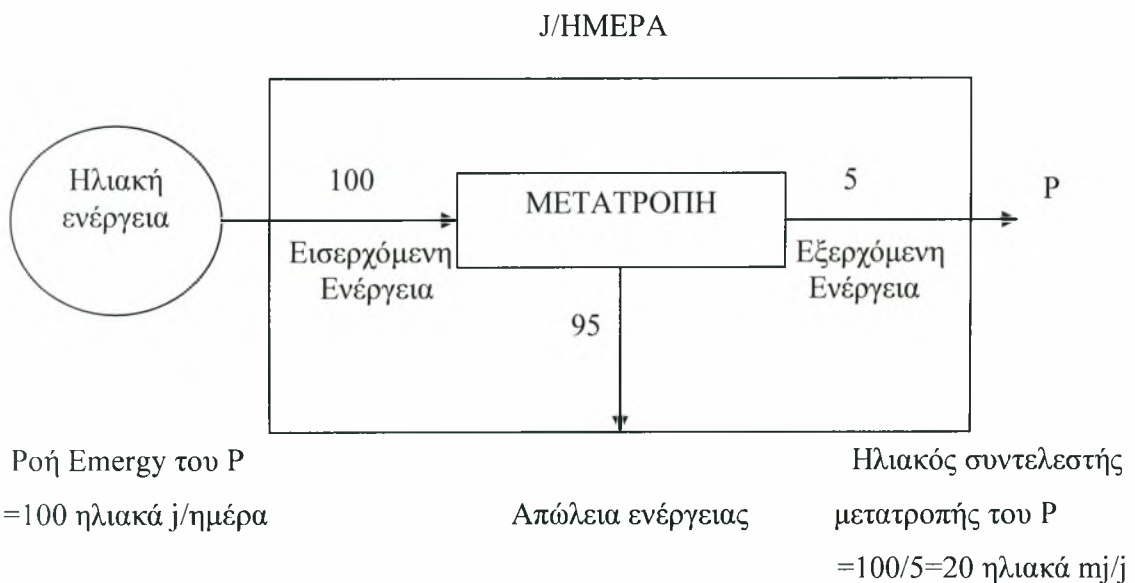 J/ΗΜΕΡΑ
Ηλιακή
ενέργεια
100
Εισερχόμενη
Ενέργεια
ΜΕΤΑΤΡΟΠΗ
5
Εξερχόμενη
Ενέργεια
P
95
Ροή Emergy του P
=100 ηλιακά j/ημέρα
Απώλεια ενέργειας
Ηλιακός συντελεστής
μετατροπής του P
=100/5=20 ηλιακά mj/j